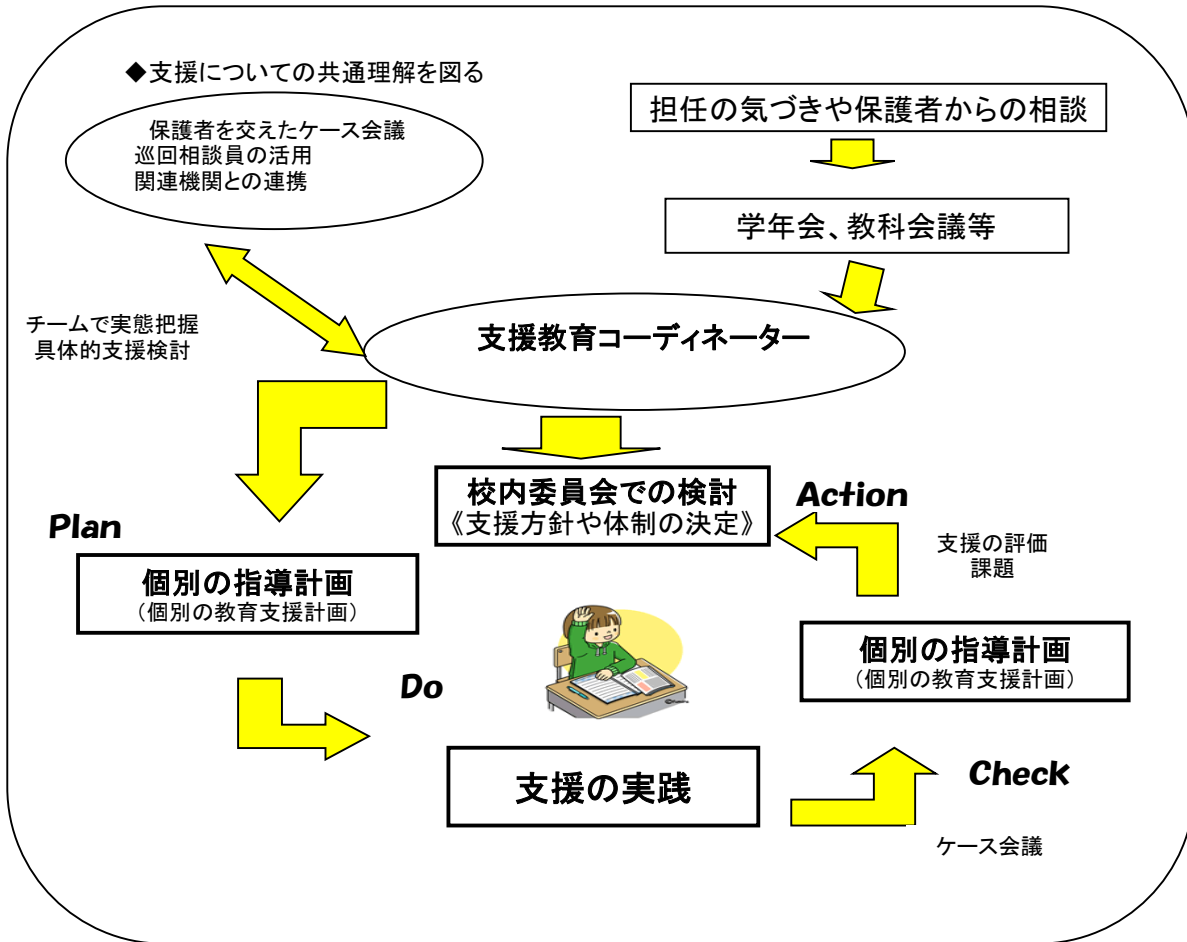 ◆支援についての共通理解を図る
保護者を交えたケース会議
巡回相談員の活用
関連機関との連携
担任の気づきや保護者からの相談
学年会、教科会議等
支援教育コーディネーター
チームで実態把握
具体的支援検討
校内委員会での検討
《支援方針や体制の決定》
Action
支援の評価
課題
Plan
個別の指導計画
（個別の教育支援計画）
個別の指導計画
（個別の教育支援計画）
Do
支援の実践
Check
ケース会議